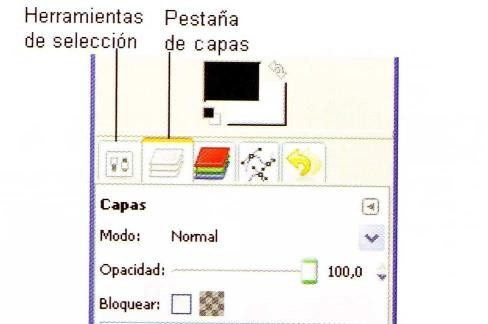 Herramientas
de selección
Pestaña
de capas
Capas
Modo: Normal
Opacidad: 100,0
Bloquear: